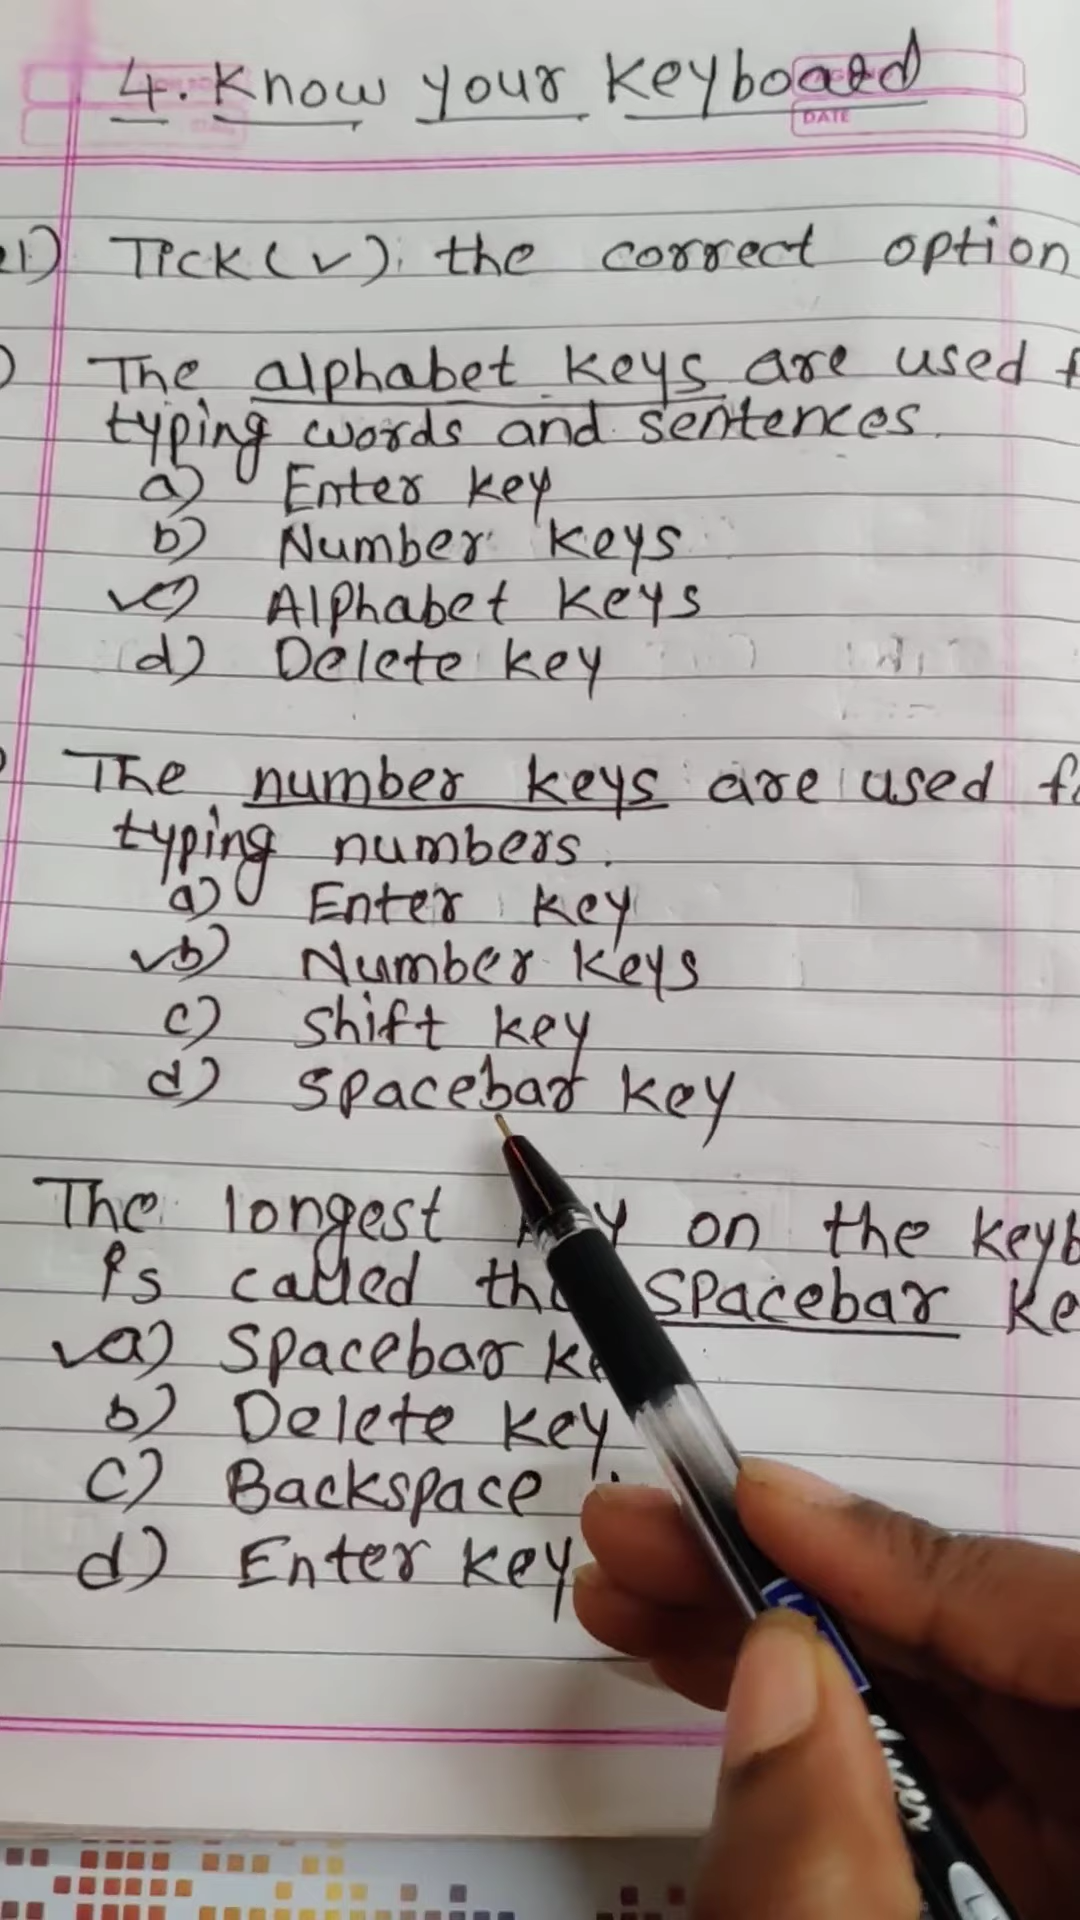 4. Know your keyboard
DATE
1) Tick (✓) the correct option
The alphabet keys are used f
typing words and sentences.
a) Enter key
b) Number keys
✓c) Alphabet keys
d) Delete key
The number keys are used fo
typing numbers.
a) Enter key
✓b) Number keys
c) Shift key
d) Spacebar key
The longest on the keyb
is called the Spacebar ke
✓a) Spacebar ke
b) Delete key
c) Backspace
d) Enter key